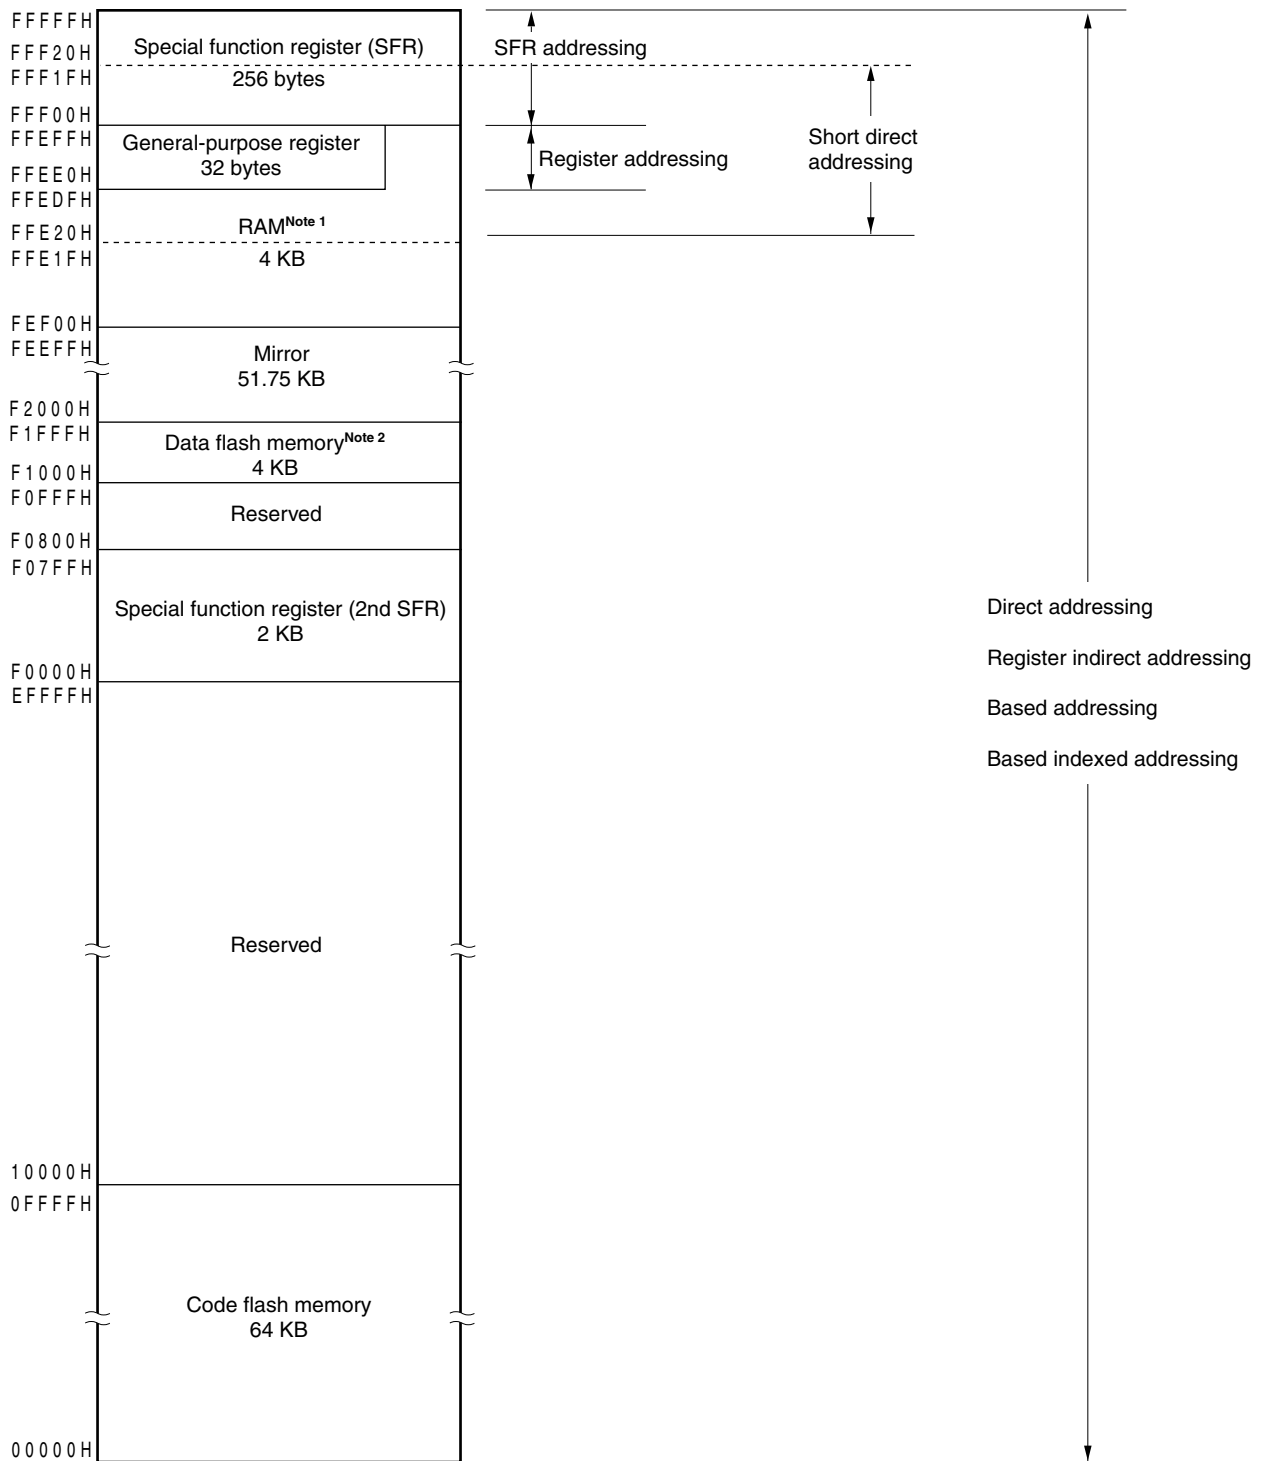 FFFFFH
Special function register (SFR)
SFR addressing
FFF20H
FFF1FH
256 bytes
FFF00H
FFEFFH
General-purpose register
Short direct
addressing
32 bytes
Register addressing
FFEE0H
FFEDFH
RAM Note 1
FFE20H
FFE1FH
4 KB
FEF00H
FEEFFH
Mirror
51.75 KB
F2000H
F1FFFH
Data flash memory Note 2
4 KB
F1000H
F0FFFH
Reserved
F0800H
F07FFH
Special function register (2nd SFR)
2 KB
Direct addressing
Register indirect addressing
F0000H
EFFFFH
Based addressing
Based indexed addressing
Reserved
10000H
0FFFFH
Code flash memory
64 KB
00000H